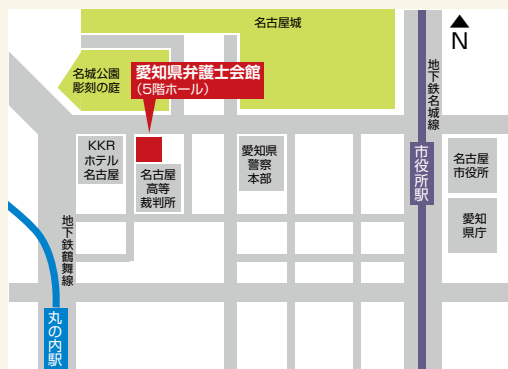 名古屋城
N
名城公園
彫刻の庭
愛知県弁護士会館
(5階ホール)
地下鉄名城線
KKR
ホテル
名古屋
名古屋
高等
裁判所
愛知県
警察
本部
市役所駅
名古屋
市役所
愛知
県庁
地下鉄鶴舞線
丸の内駅